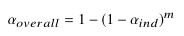 α_{overall} = 1 − (1 − α_{ind})^m